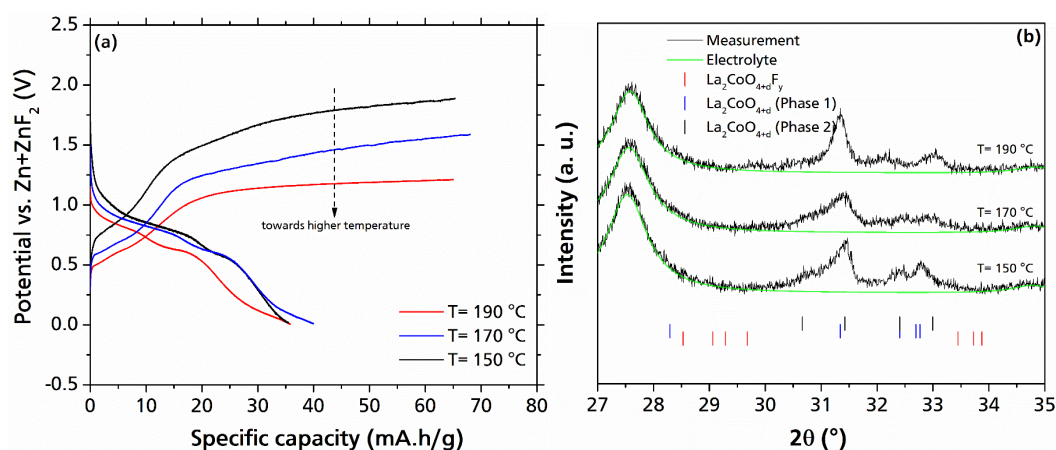 (a)
Potential vs. Zn+ZnF₂ (V)
2.5
2.0
1.5
1.0
0.5
0.0
-0.5
towards higher temperature
T= 190 °C
T= 170 °C
T= 150 °C
0 10 20 30 40 50 60 70 80
Specific capacity (mA.h/g)
(b)
Intensity (a. u.)
Measurement
Electrolyte
La₂CoO₄₊dFy
La₂CoO₄₊d (Phase 1)
La₂CoO₄₊d (Phase 2)
T= 190 °C
T= 170 °C
T= 150 °C
27 28 29 30 31 32 33 34 35
2θ (°)